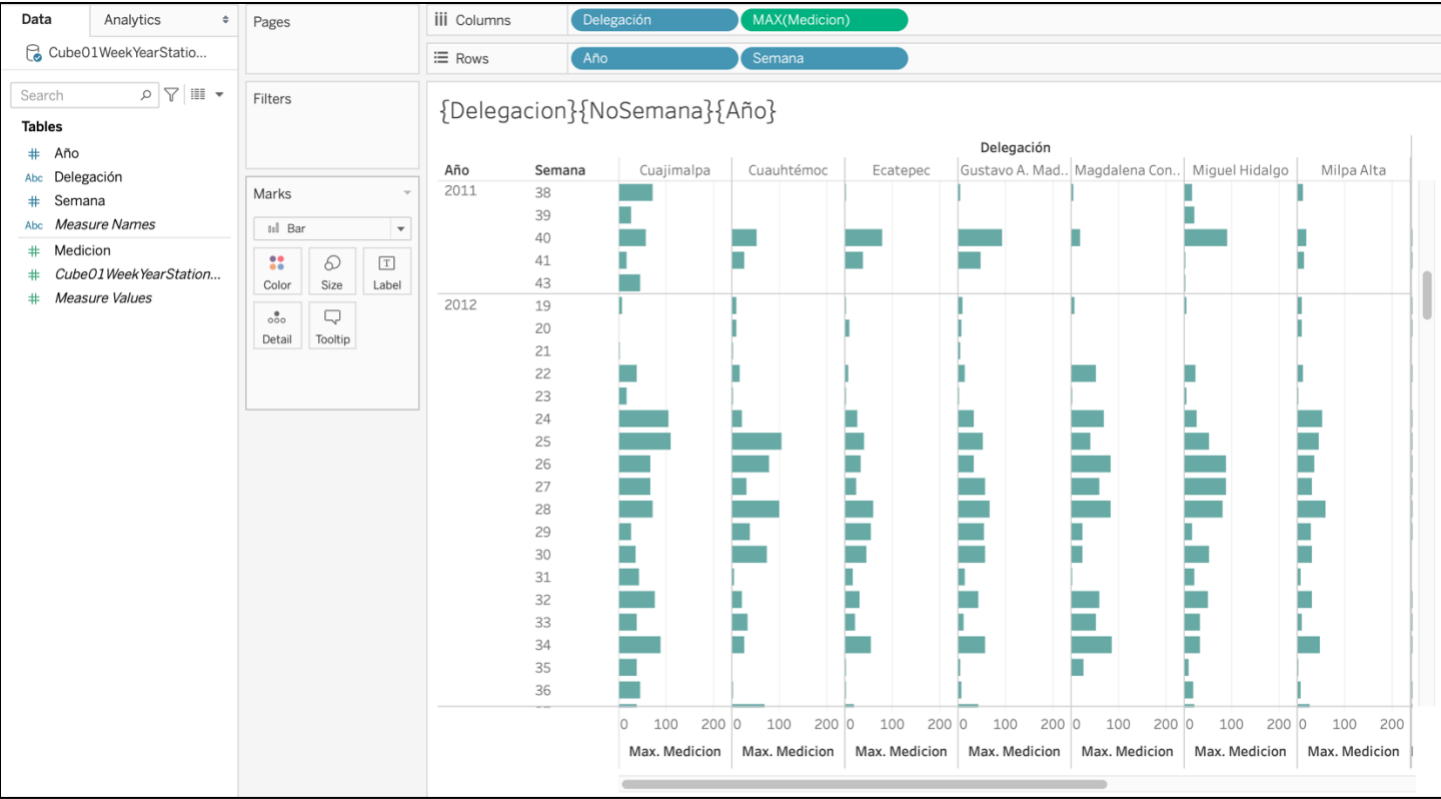 Data Analytics
Cube01WeekYearStatio...
Search
Tables
# Año
Abc Delegación
# Semana
Abc Measure Names
# Medicion
# Cube01WeekYearStation...
# Measure Values
Pages
Filters
Marks
Bar
Color Size Label
Detail Tooltip
iii Columns Delegación MAX(Medicion)
Rows Año Semana
{Delegacion}{NoSemana}{Año}
Delegación
Año Semana Cuajimalpa Cuauhtémoc Ecatepec Gustavo A. Mad.. Magdalena Con.. Miguel Hidalgo Milpa Alta
2011 38
39
40
41
43
2012 19
20
21
22
23
24
25
26
27
28
29
30
31
32
33
34
35
36
0 100 200 0 100 200 0 100 200 0 100 200 0 100 200 0 100 200 0 100 200
Max. Medicion Max. Medicion Max. Medicion Max. Medicion Max. Medicion Max. Medicion Max. Medicion